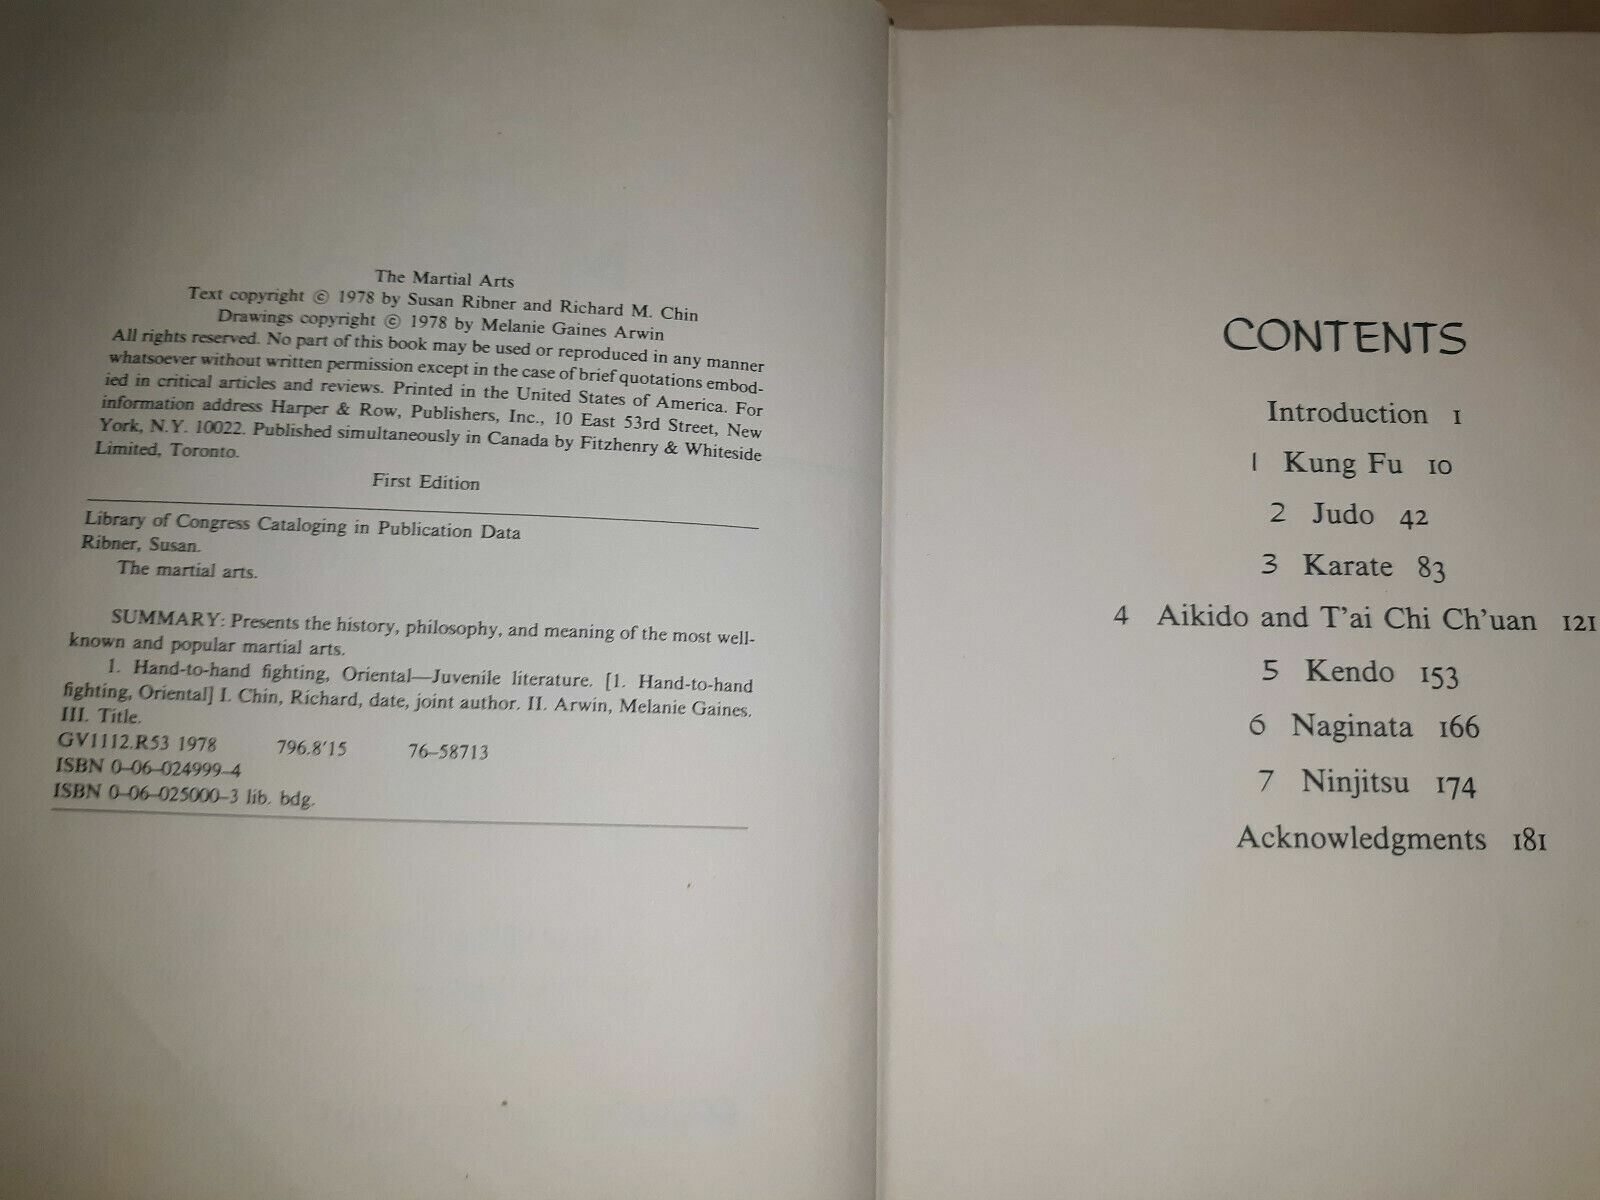 The Martial Arts
Text copyright © 1978 by Susan Ribner and Richard M. Chin
Drawings copyright © 1978 by Melanie Gaines Arwin
All rights reserved. No part of this book may be used or reproduced in any manner
whatsoever without written permission except in the case of brief quotations embod-
ied in critical articles and reviews. Printed in the United States of America. For
information address Harper & Row, Publishers, Inc., 10 East 53rd Street, New
York, N.Y. 10022. Published simultaneously in Canada by Fitzhenry & Whiteside
Limited, Toronto.
First Edition
Library of Congress Cataloging in Publication Data
Ribner, Susan.
The martial arts.
SUMMARY: Presents the history, philosophy, and meaning of the most well-
known and popular martial arts.
1. Hand-to-hand fighting, Oriental—Juvenile literature. [1. Hand-to-hand
fighting, Oriental] I. Chin, Richard, date, joint author. II. Arwin, Melanie Gaines.
III. Title.
GV1112.R53 1978 796.8'15 76–58713
ISBN 0–06–024999–4
ISBN 0–06–025000–3 lib. bdg.
CONTENTS
Introduction 1
1 Kung Fu 10
2 Judo 42
3 Karate 83
4 Aikido and T'ai Chi Ch'uan 121
5 Kendo 153
6 Naginata 166
7 Ninjitsu 174
Acknowledgments 181